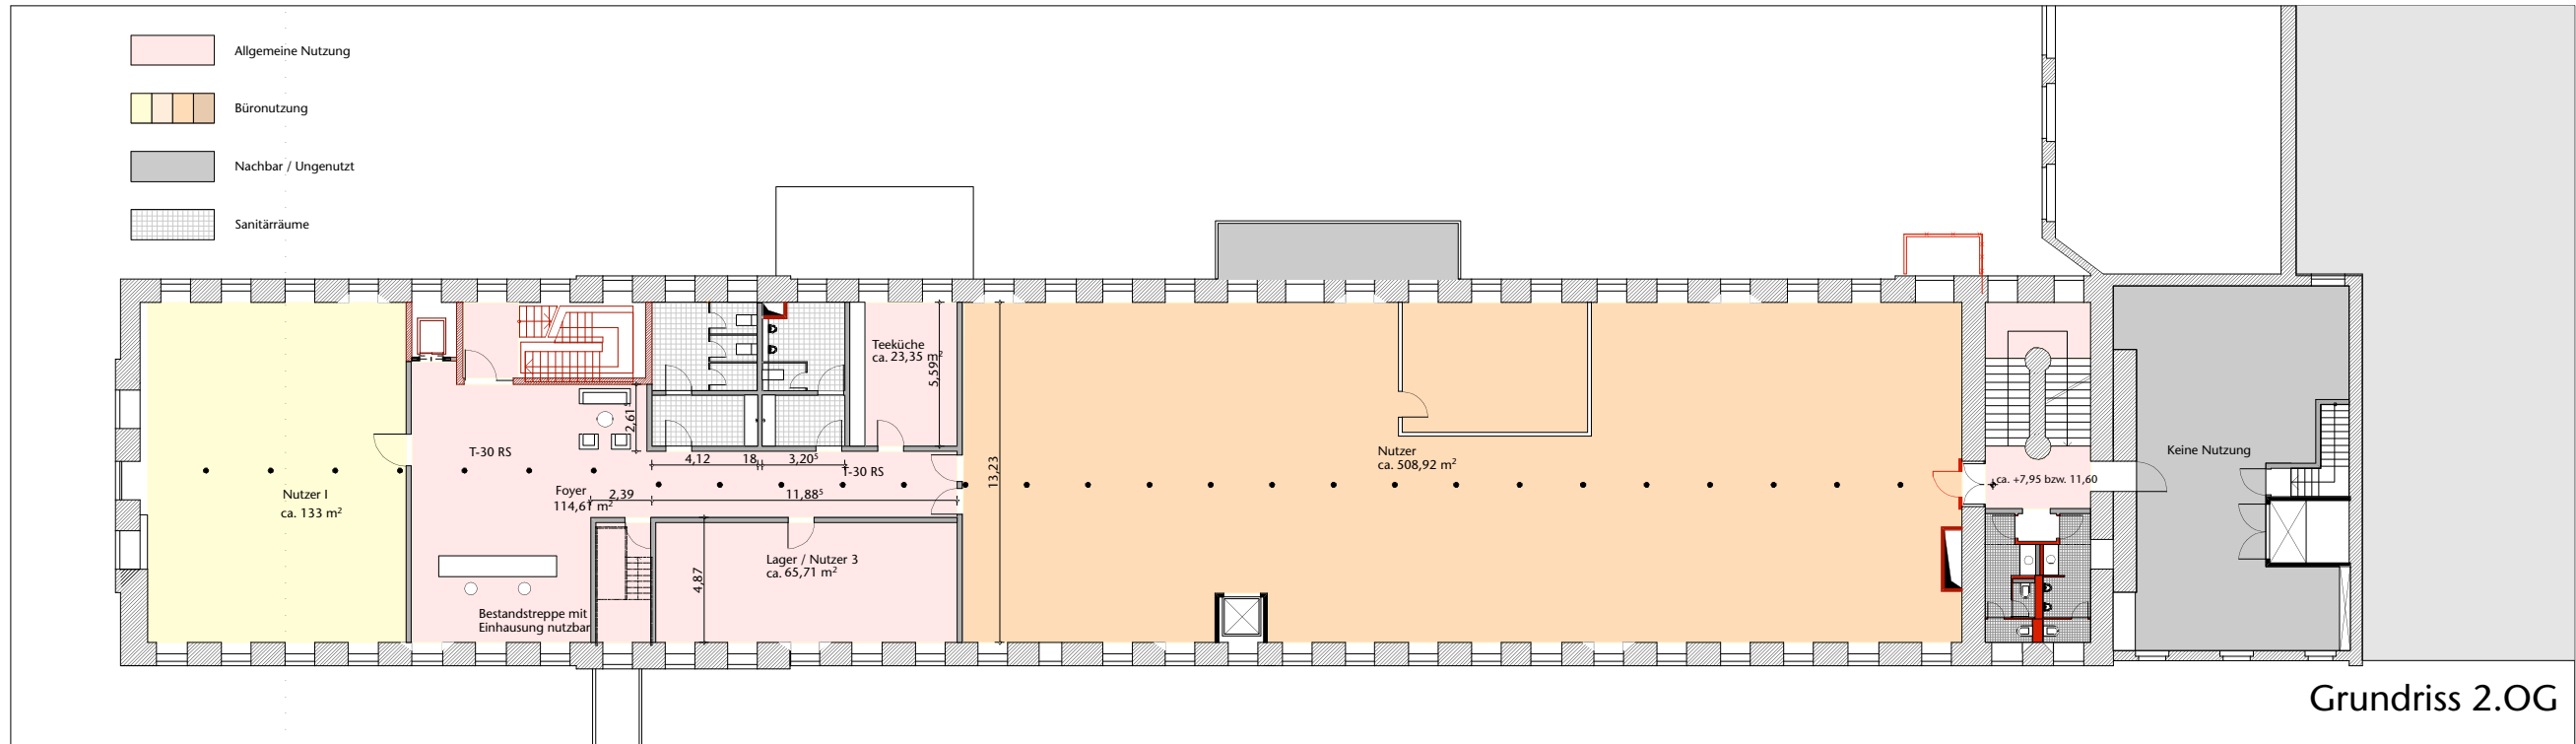 Allgemeine Nutzung
Büronutzung
Nachbar / Ungenutzt
Sanitärräume
Teeküche
ca. 23,35 m²
5,59⁵
2,61⁵
T-30 RS
4,12
18
3,20⁵
T-30 RS
Nutzer I
ca. 133 m²
Foyer
114,61 m²
2,39
11,88⁵
13,23
Nutzer
ca. 508,92 m²
Keine Nutzung
ca. +7,95 bzw. 11,60
Lager / Nutzer 3
ca. 65,71 m²
4,87
Bestandstreppe mit
Einhausung nutzbar
Grundriss 2.OG